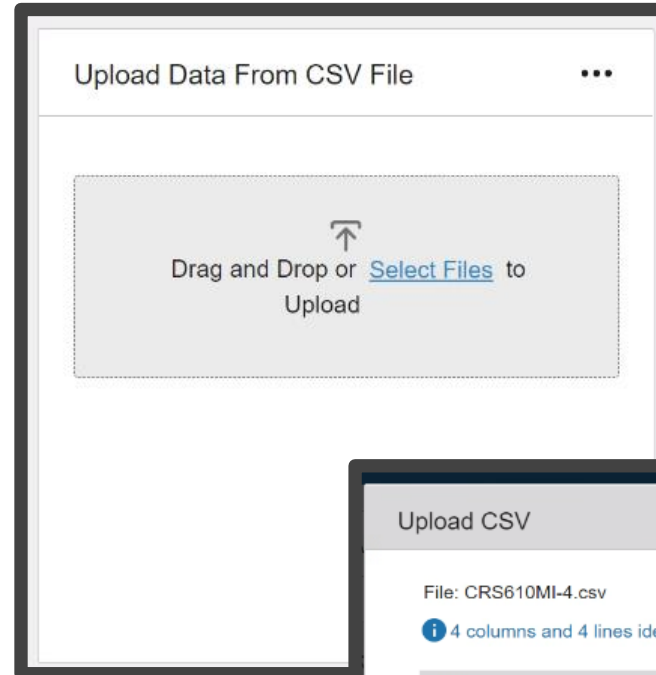 Upload Data From CSV File
Drag and Drop or Select Files to
Upload
Upload CSV
File: CRS610MI-4.csv
4 columns and 4 lines